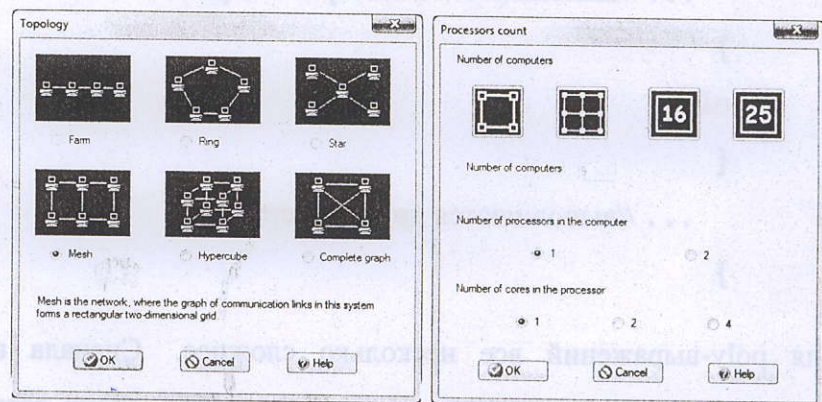 Topology
Farm
Ring
Star
Mesh
Hypercube
Complete graph
Mesh is the network, where the graph of communication links in this system
forms a rectangular two-dimensional grid.
OK
Cancel
Help
Processors count
Number of computers
16
25
Number of computers
Number of processors in the computer
1
2
Number of cores in the processor
1
2
4
OK
Cancel
Help